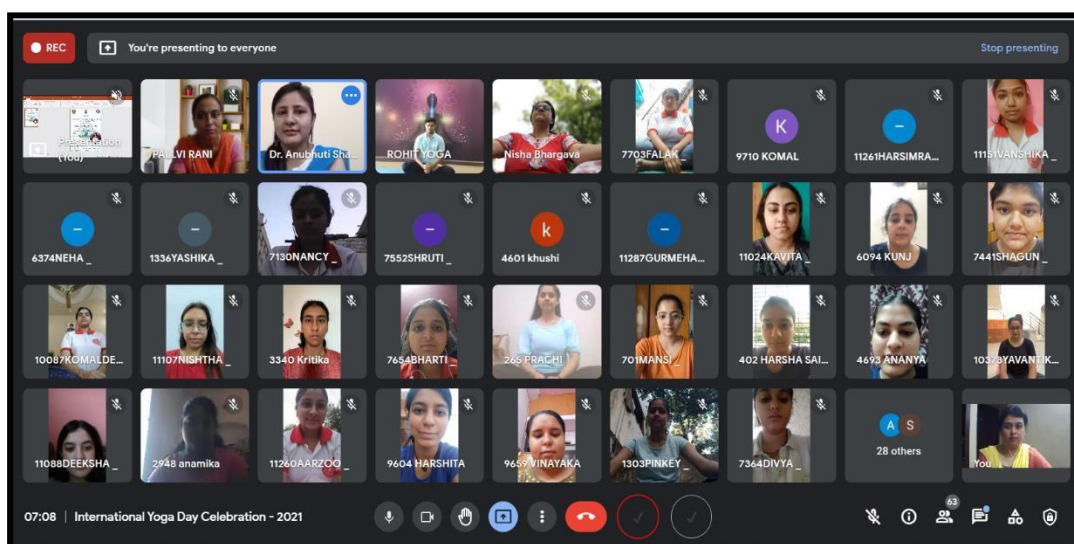 REC
You're presenting to everyone
Stop presenting
Presentation
(You)
PALLVI RANI
Dr. Anubhuti Sha...
ROHIT YOGA
Nisha Bhargava
7703FALAK _
K
9710 KOMAL
11261HARSIMRA...
11151VANSHIKA _
6374NEHA _
1336YASHIKA _
7130NANCY _
7552SHRUTI _
k
4601 khushi
11287GURMEHA...
11024KAVITA _
6094 KUNJ
7441SHAGUN _
10087KOMALDE...
11107NISHTHA _
3340 Kritika
7654BHARTI _
265 PRACHI
701MANSI _
402 HARSHA SAI...
4693 ANANYA
10373YAVANTIK...
11088DEEKSHA _
2948 anamika
11260AARZOO _
9604 HARSHITA
9659 VINAYAKA
1303PINKEY _
7364DIVYA _
A S
28 others
You
07:08 | International Yoga Day Celebration - 2021
63